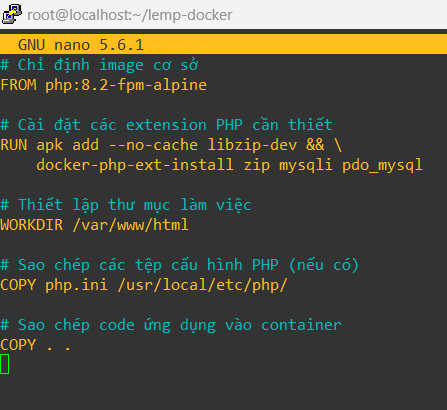 root@localhost:~/lemp-docker
GNU nano 5.6.1
# Chỉ định image cơ sở
FROM php:8.2-fpm-alpine
# Cài đặt các extension PHP cần thiết
RUN apk add --no-cache libzip-dev && \
    docker-php-ext-install zip mysqli pdo_mysql
# Thiết lập thư mục làm việc
WORKDIR /var/www/html
# Sao chép các tệp cấu hình PHP (nếu có)
COPY php.ini /usr/local/etc/php/
# Sao chép code ứng dụng vào container
COPY . .